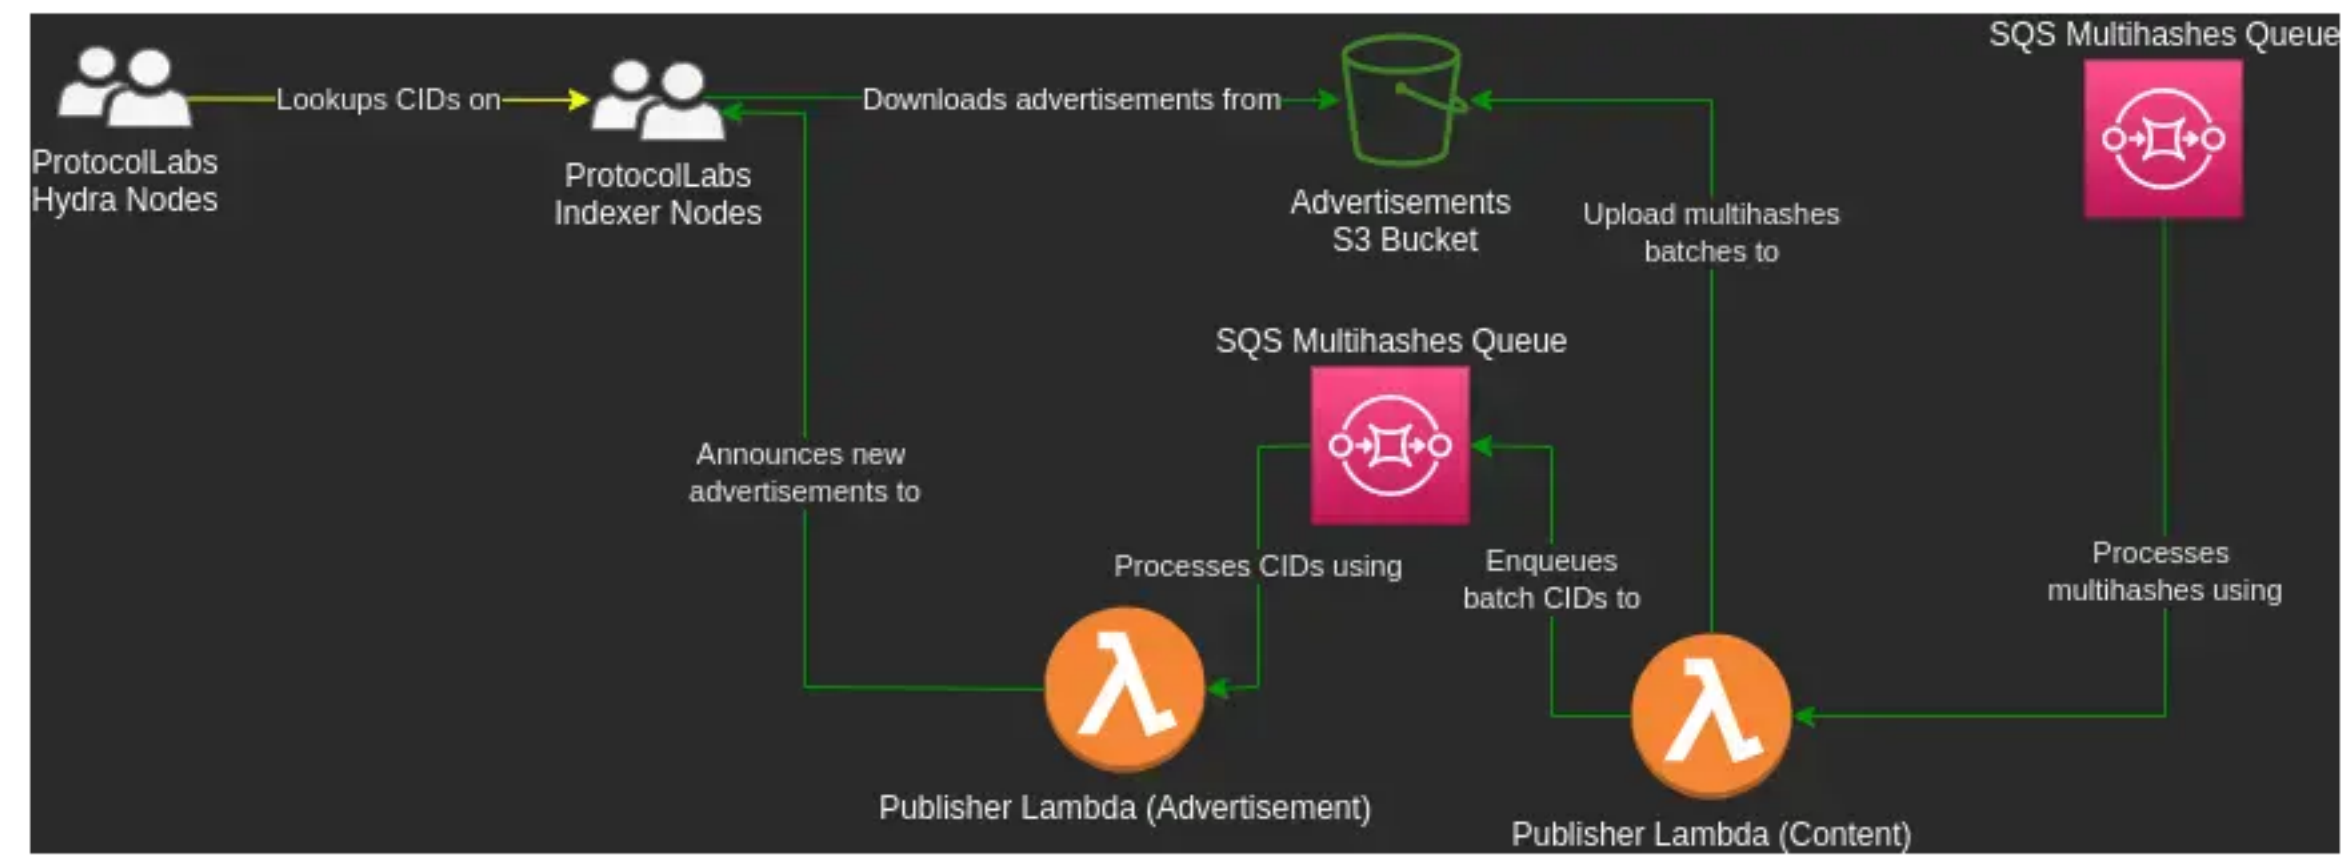 SQS Multihashes Queue
Lookups CIDs on
Downloads advertisements from
ProtocolLabs
Hydra Nodes
ProtocolLabs
Indexer Nodes
Advertisements
S3 Bucket
Upload multihashes
batches to
SQS Multihashes Queue
Announces new
advertisements to
Processes CIDs using
Enqueues
batch CIDs to
Processes
multihashes using
Publisher Lambda (Advertisement)
Publisher Lambda (Content)